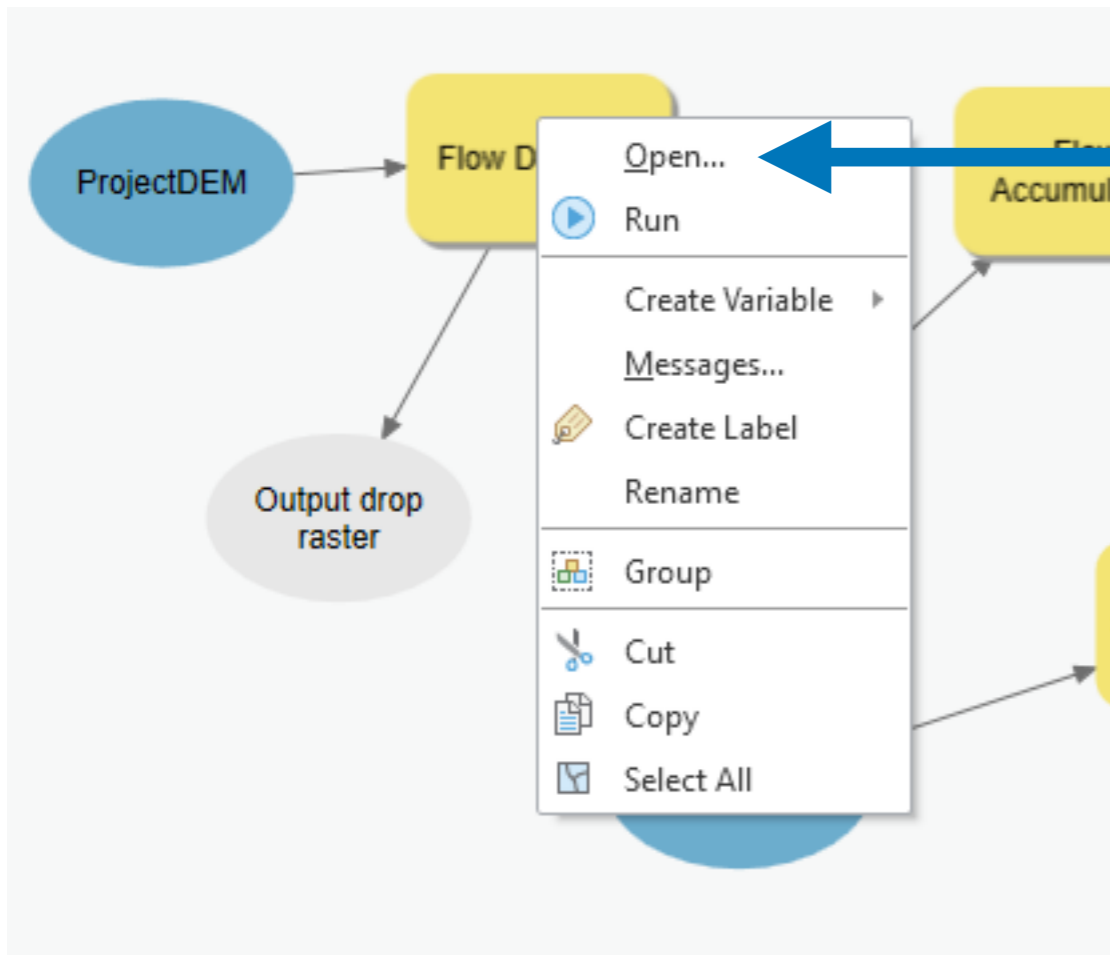 ProjectDEM
Flow D
Open...
Run
Create Variable
Messages...
Create Label
Rename
Group
Cut
Copy
Select All
Output drop
raster
Accumul